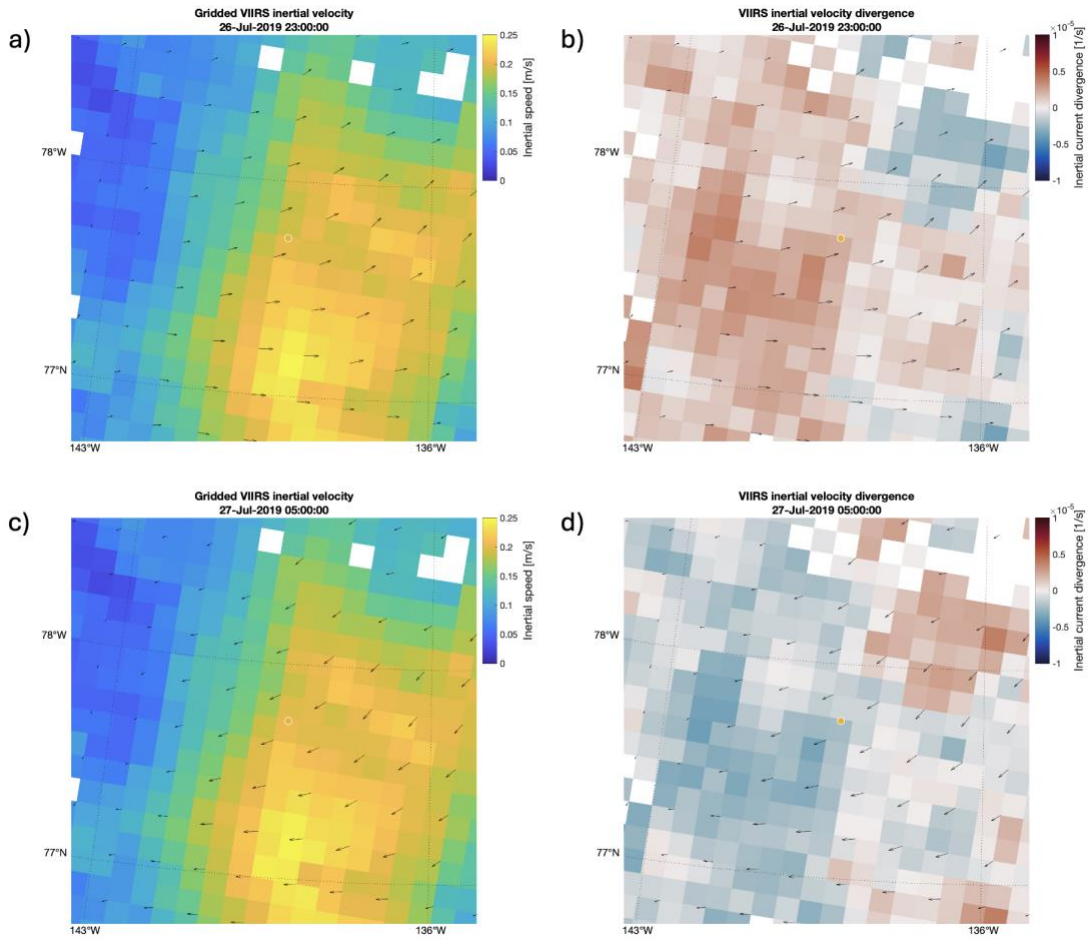 a)
Gridded VIIRS inertial velocity
26-Jul-2019 23:00:00
78°W
77°N
143°W
136°W
0.25
0.2
0.15
0.1
0.05
0
Inertial speed [m/s]
b)
VIIRS inertial velocity divergence
26-Jul-2019 23:00:00
78°W
77°N
143°W
136°W
×10⁻⁵
1
0.5
0
-0.5
-1
Inertial current divergence [1/s]
c)
Gridded VIIRS inertial velocity
27-Jul-2019 05:00:00
78°W
77°N
143°W
136°W
0.25
0.2
0.15
0.1
0.05
0
Inertial speed [m/s]
d)
VIIRS inertial velocity divergence
27-Jul-2019 05:00:00
78°W
77°N
143°W
136°W
×10⁻⁵
1
0.5
0
-0.5
-1
Inertial current divergence [1/s]